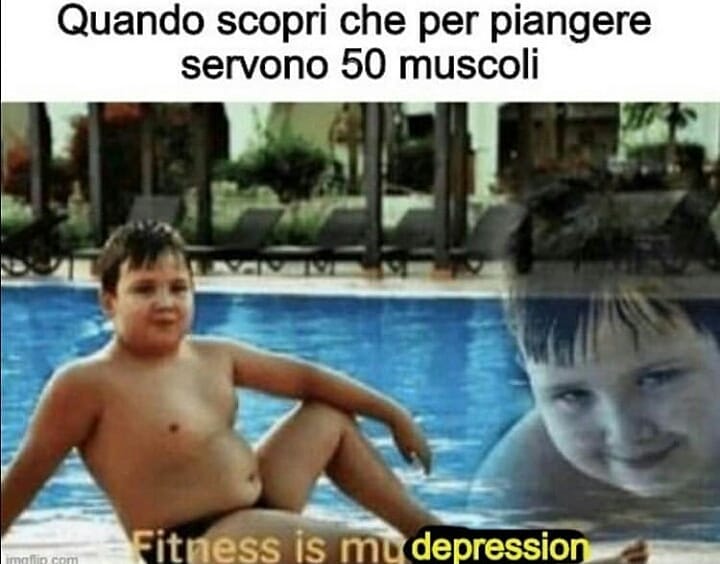 Quando scopri che per piangere
servono 50 muscoli
Fitness is my depression
imgflip.com